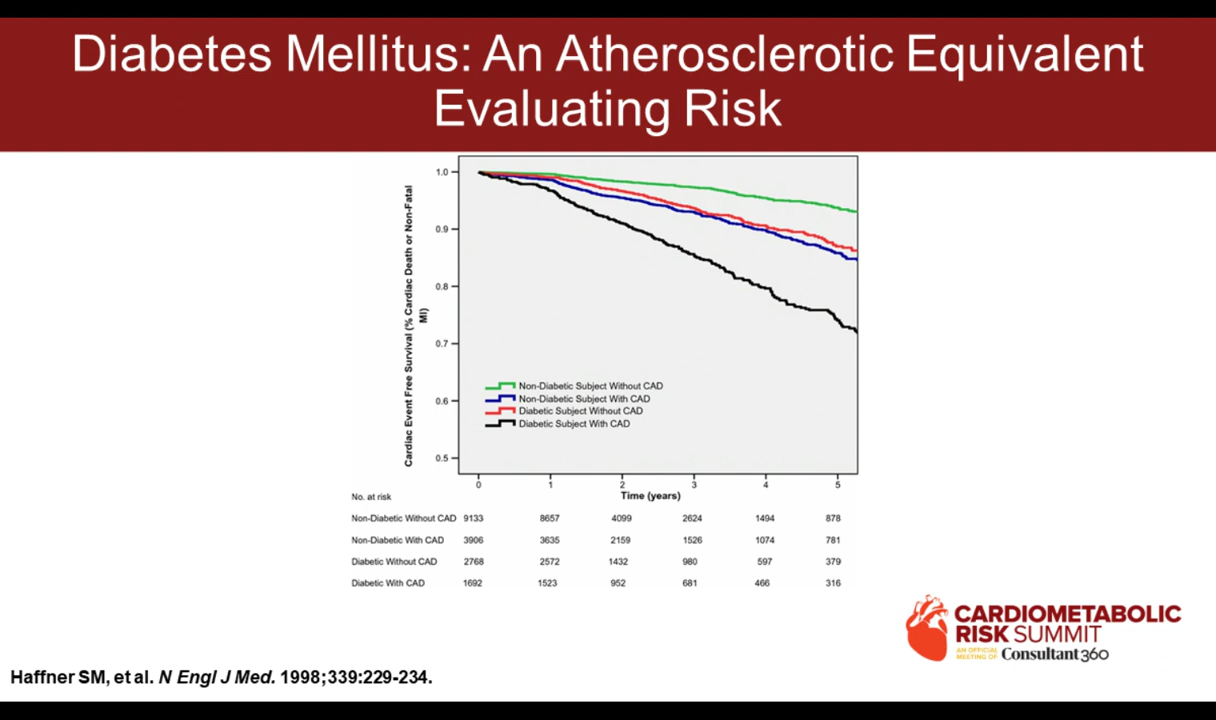 Diabetes Mellitus: An Atherosclerotic Equivalent
Evaluating Risk
Cardiac Event Free Survival (% Cardiac Death or Non-Fatal
MI)
1.0
0.9
0.8
0.7
0.6
0.5
Non-Diabetic Subject Without CAD
Non-Diabetic Subject With CAD
Diabetic Subject Without CAD
Diabetic Subject With CAD
0 1 2 3 4 5
Time (years)
No. at risk
Non-Diabetic Without CAD 9133 8657 4099 2624 1494 878
Non-Diabetic With CAD 3906 3635 2159 1526 1074 781
Diabetic Without CAD 2768 2572 1432 980 597 379
Diabetic With CAD 1692 1523 952 681 466 316
CARDIOMETABOLIC
RISK SUMMIT
AN OFFICIAL
MEETING OF Consultant360
Haffner SM, et al. N Engl J Med. 1998;339:229-234.